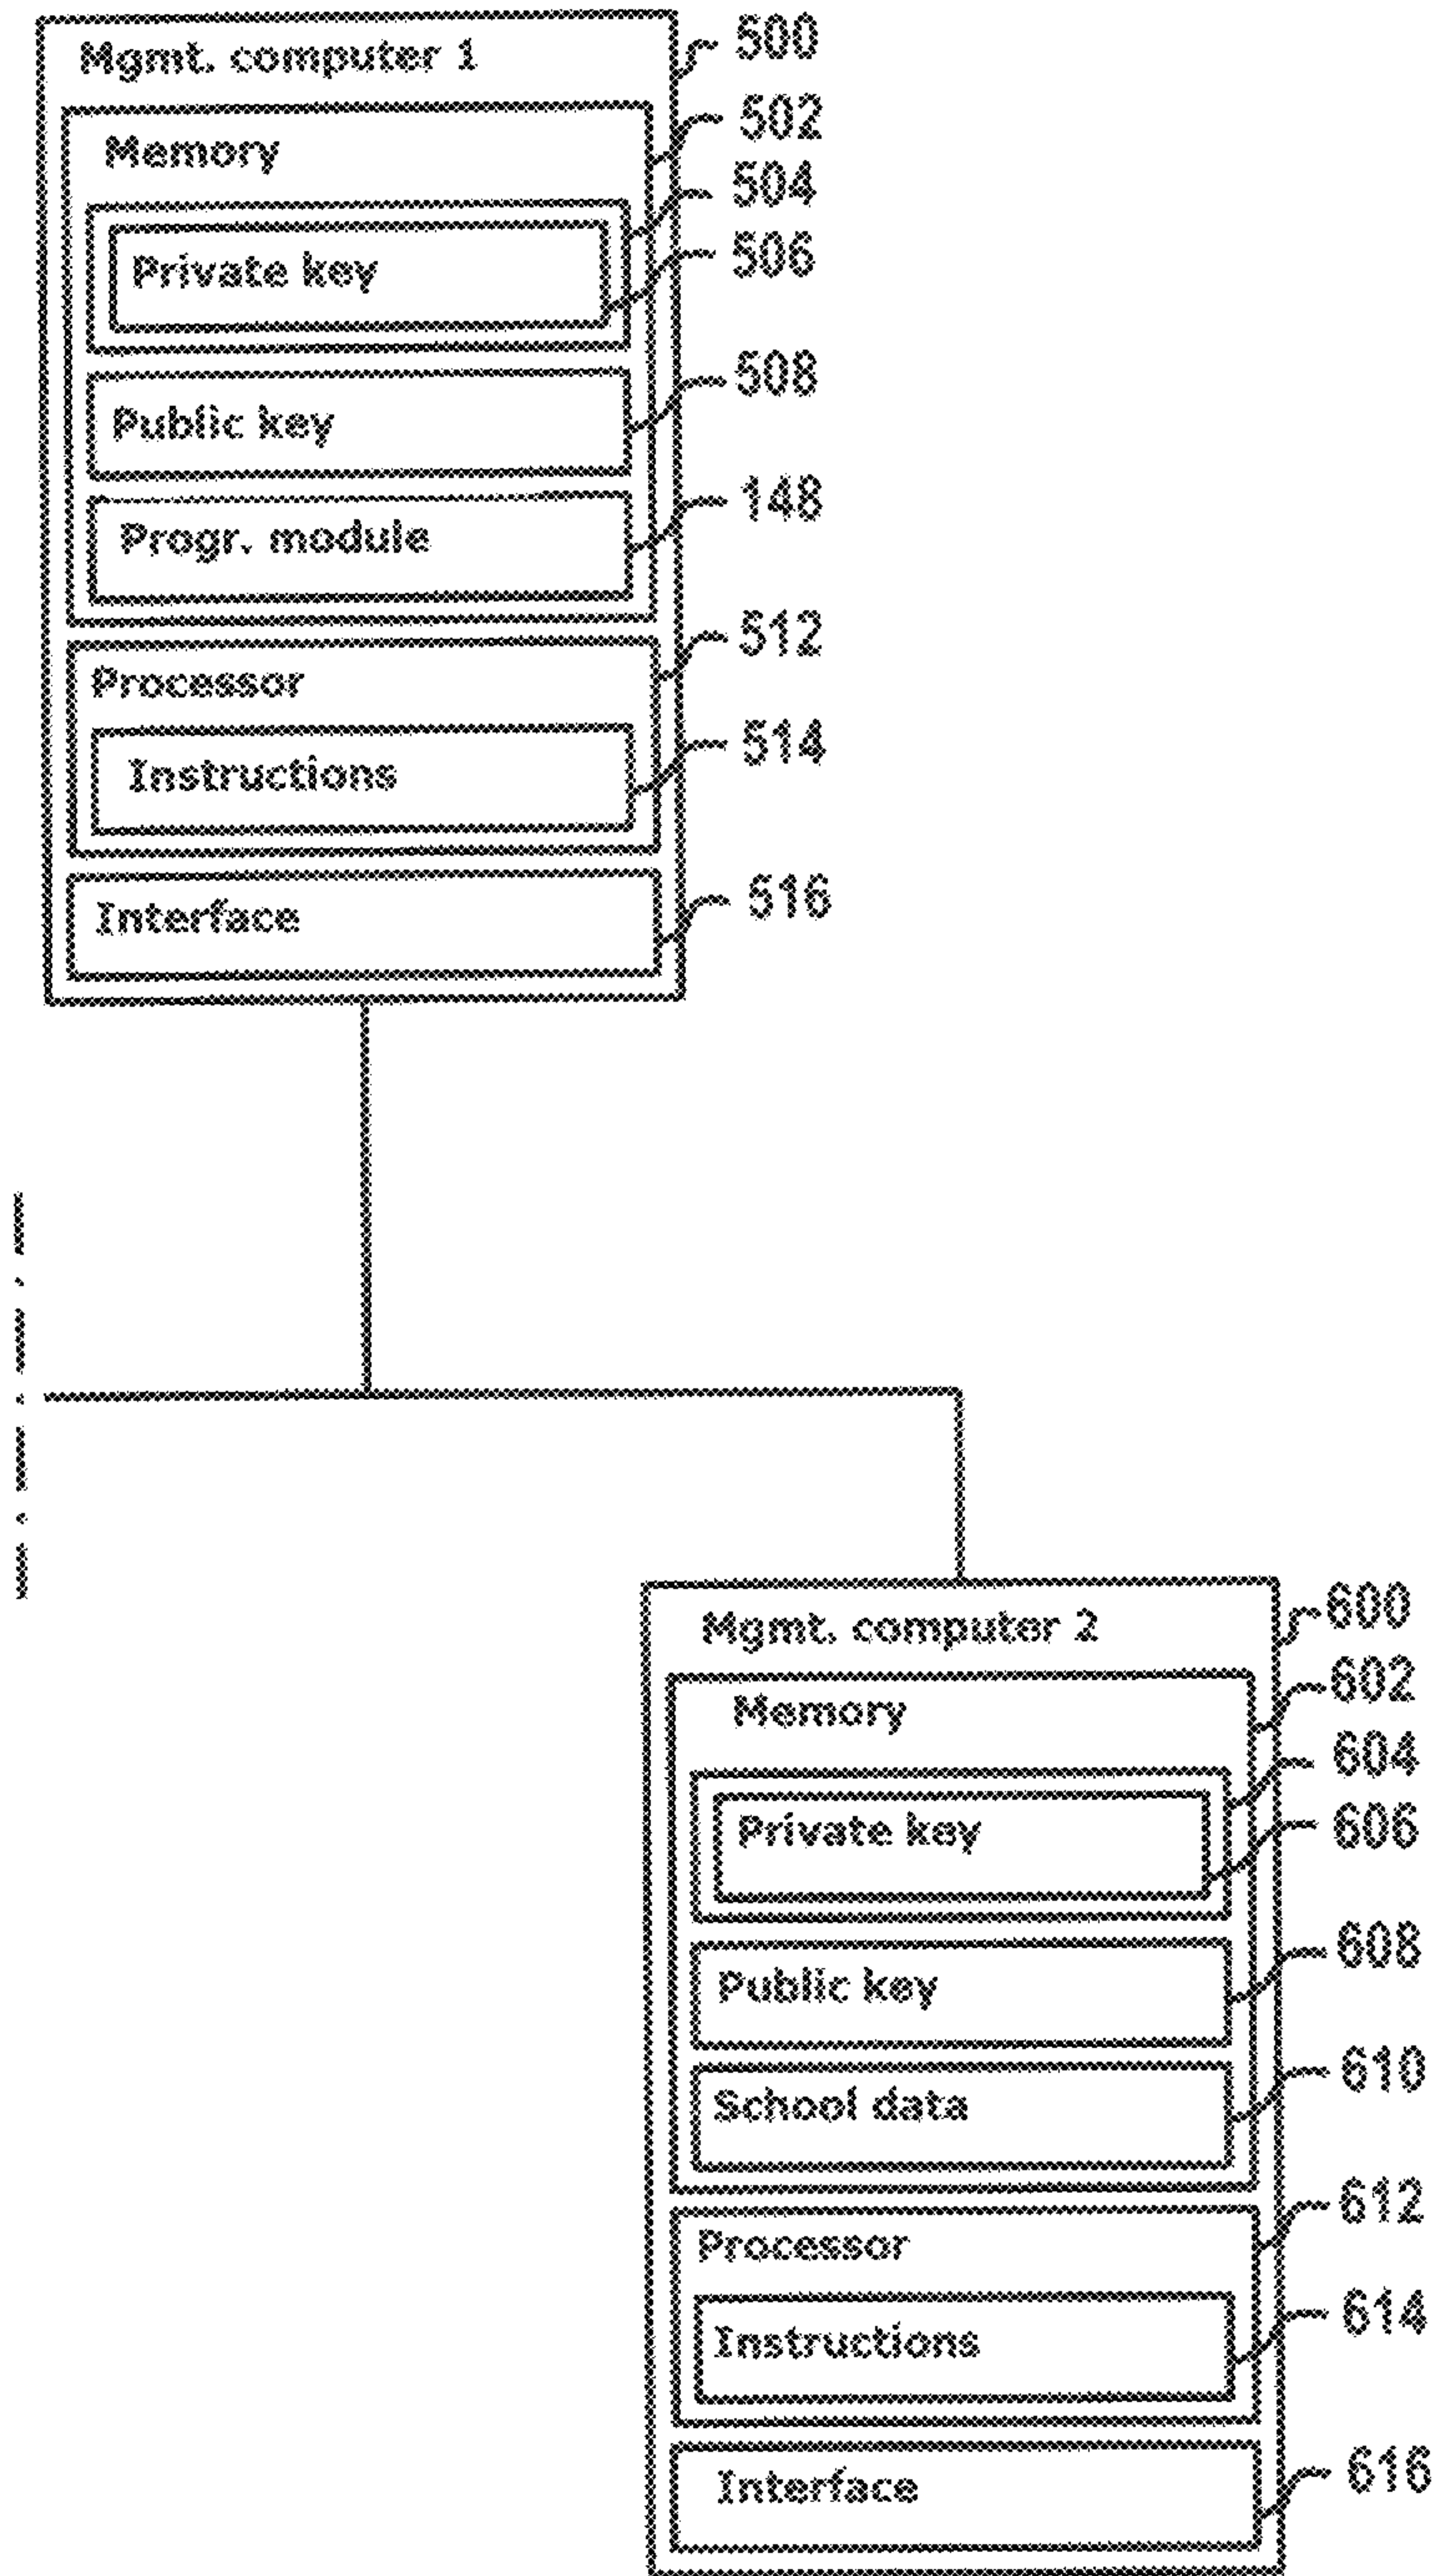 Mgmt. computer 1 500
Memory 502
504
Private key 506
Public key 508
Progr. module 148
Processor 512
Instructions 514
Interface 516
Mgmt. computer 2 600
Memory 602
604
Private key 606
Public key 608
School data 610
Processor 612
Instructions 614
Interface 616